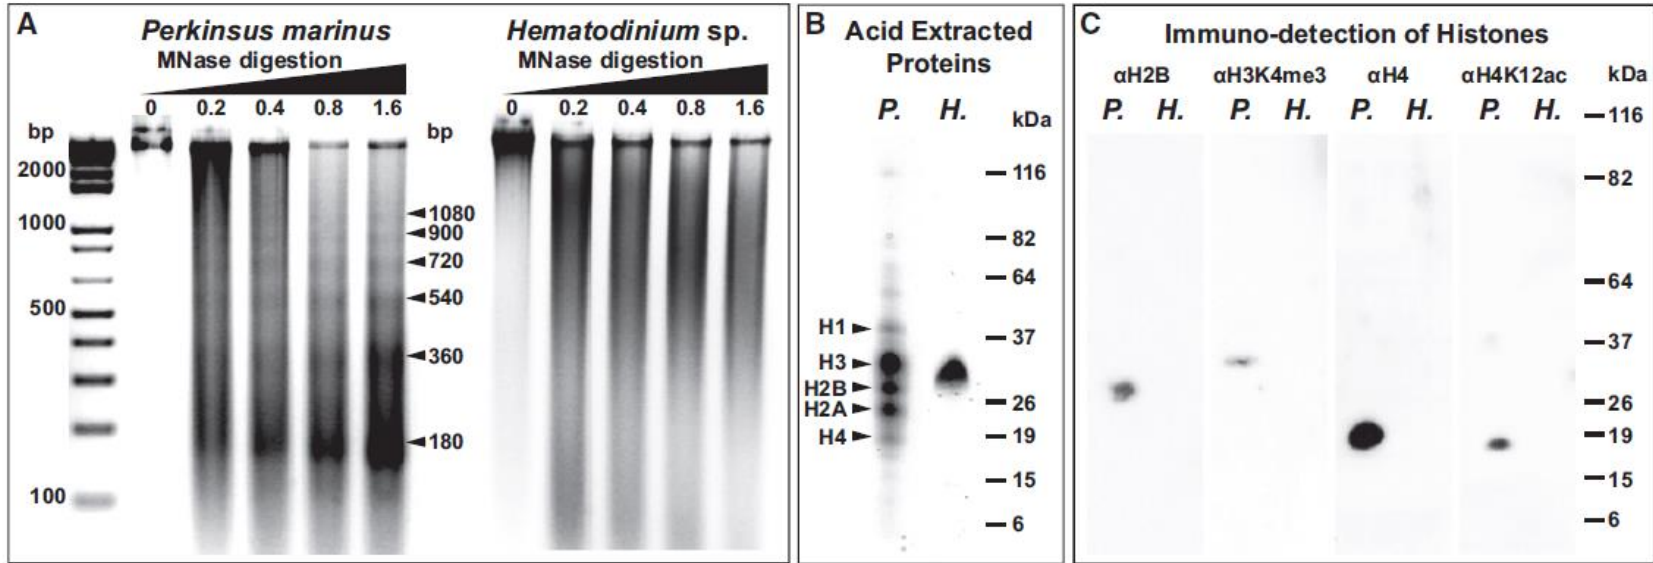 A
Perkinsus marinus
MNase digestion
0 0.2 0.4 0.8 1.6
bp
2000
1000
500
100
bp
1080
900
720
540
360
180
Hematodinium sp.
MNase digestion
0 0.2 0.4 0.8 1.6
B Acid Extracted
Proteins
P. H.
kDa
116
82
64
37
26
19
15
6
H1
H3
H2B
H2A
H4
C Immuno-detection of Histones
αH2B αH3K4me3 αH4 αH4K12ac kDa
P. H. P. H. P. H. P. H.
116
82
64
37
26
19
15
6